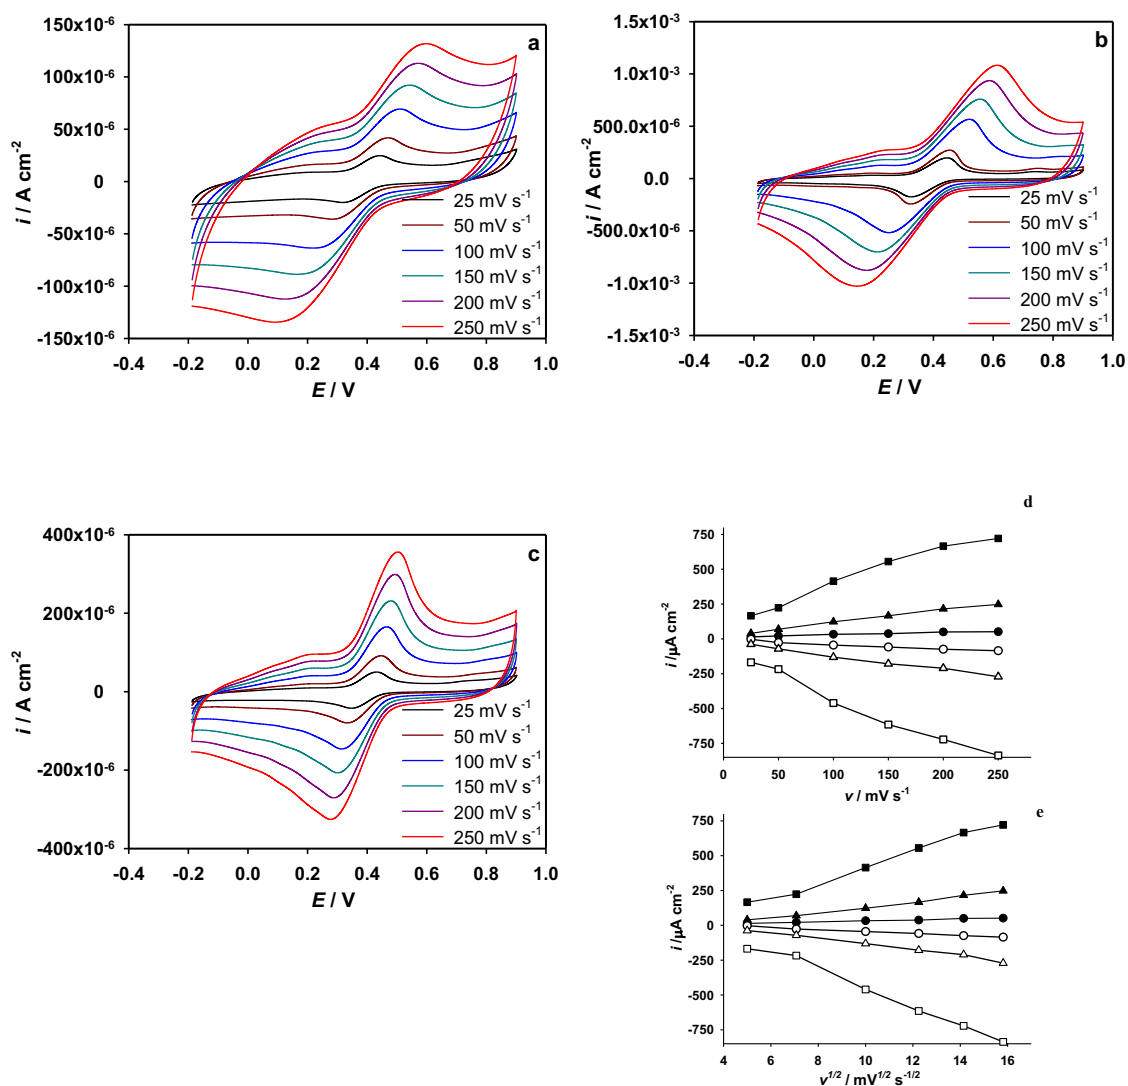 a
150x10-6
100x10-6
50x10-6
0
-50x10-6
-100x10-6
-150x10-6
i / A cm-2
-0.4 -0.2 0.0 0.2 0.4 0.6 0.8 1.0
E / V
25 mV s-1
50 mV s-1
100 mV s-1
150 mV s-1
200 mV s-1
250 mV s-1
b
1.5x10-3
1.0x10-3
500.0x10-6
0.0
-500.0x10-6
-1.0x10-3
-1.5x10-3
i / A cm-2
-0.4 -0.2 0.0 0.2 0.4 0.6 0.8 1.0
E / V
25 mV s-1
50 mV s-1
100 mV s-1
150 mV s-1
200 mV s-1
250 mV s-1
c
400x10-6
200x10-6
0
-200x10-6
-400x10-6
i / A cm-2
-0.4 -0.2 0.0 0.2 0.4 0.6 0.8 1.0
E / V
25 mV s-1
50 mV s-1
100 mV s-1
150 mV s-1
200 mV s-1
250 mV s-1
d
750
500
250
0
-250
-500
-750
i /µA cm-2
0 50 100 150 200 250
v / mV s-1
e
750
500
250
0
-250
-500
-750
i /µA cm-2
4 6 8 10 12 14 16
v1/2 / mV1/2 s-1/2